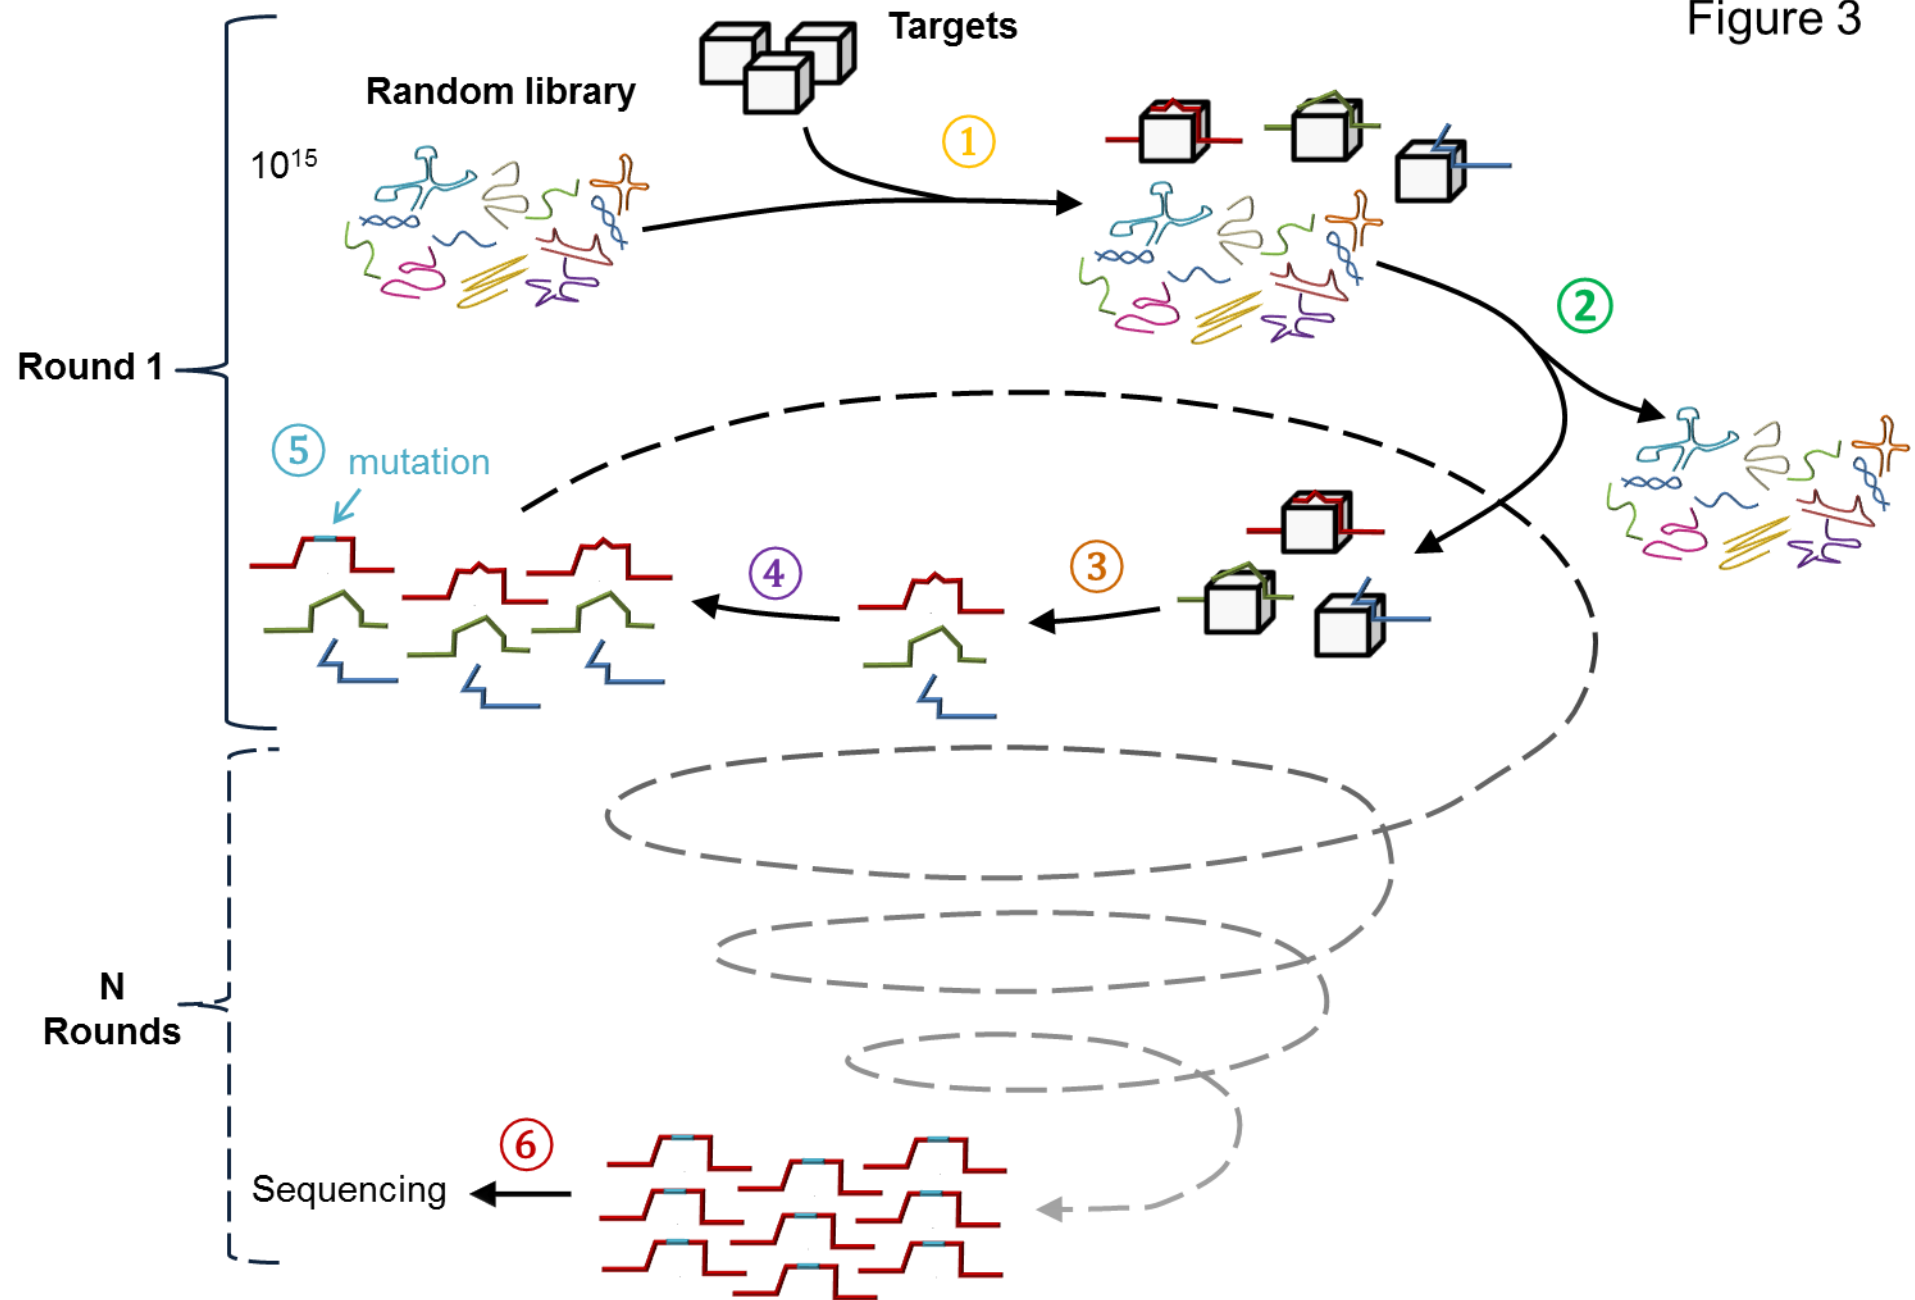 Figure 3
Targets
Random library
10¹⁵
①
②
Round 1
⑤
mutation
④
③
N
Rounds
⑥
Sequencing